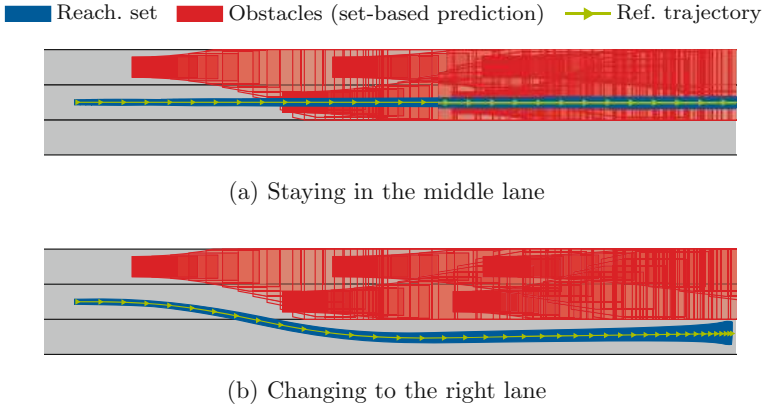 Reach. set Obstacles (set-based prediction) Ref. trajectory
(a) Staying in the middle lane
(b) Changing to the right lane